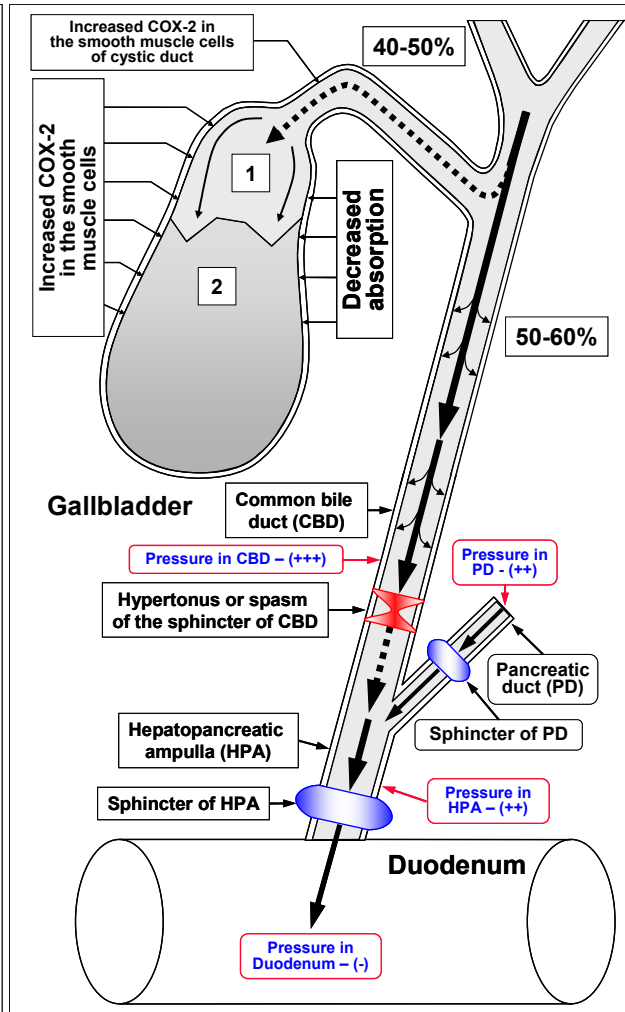 Increased COX-2 in
the smooth muscle cells
of cystic duct
40-50%
Increased COX-2
in the smooth
muscle cells
1
Decreased
absorption
2
50-60%
Gallbladder
Common bile
duct (CBD)
Pressure in CBD – (+++)
Pressure in
PD - (++)
Hypertonus or spasm
of the sphincter of CBD
Pancreatic
duct (PD)
Sphincter of PD
Hepatopancreatic
ampulla (HPA)
Sphincter of HPA
Pressure in
HPA – (++)
Duodenum
Pressure in
Duodenum – (-)